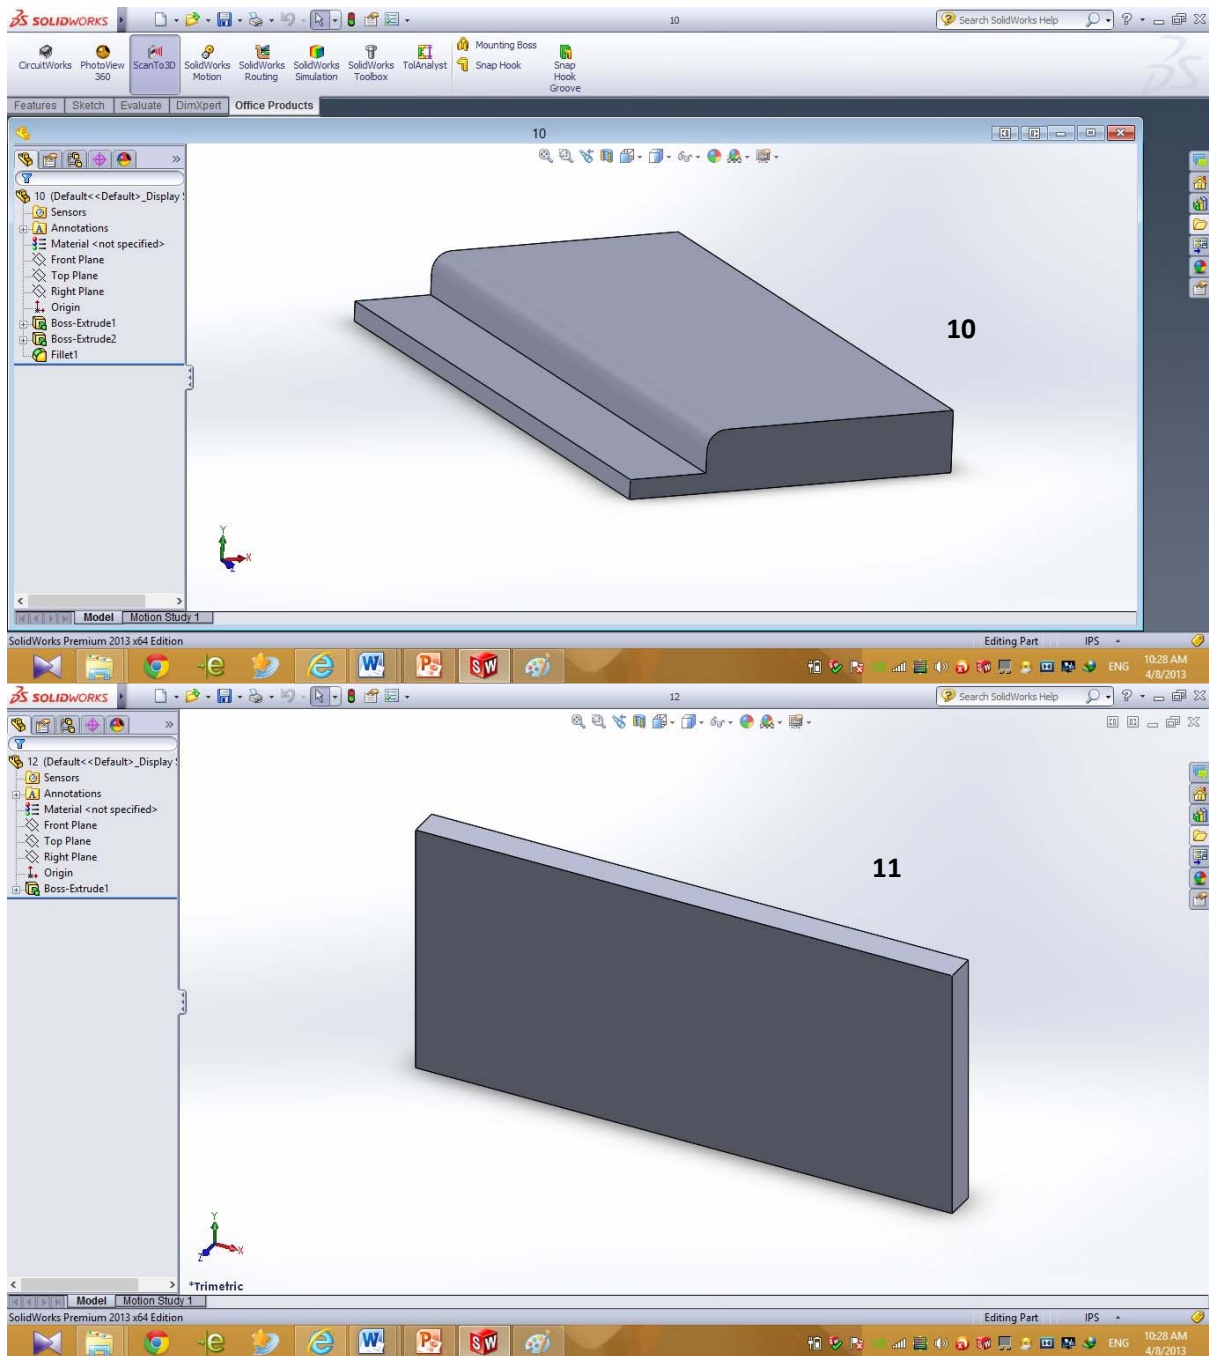 SOLIDWORKS
10
Search SolidWorks Help
CircuitWorks
PhotoView 360
ScanTo3D
SolidWorks Motion
SolidWorks Routing
SolidWorks Simulation
SolidWorks Toolbox
TolAnalyst
Mounting Boss
Snap Hook
Snap Hook Groove
Features Sketch Evaluate DimXpert Office Products
10
10 (Default<<Default>_Display
Sensors
Annotations
Material <not specified>
Front Plane
Top Plane
Right Plane
Origin
Boss-Extrude1
Boss-Extrude2
Fillet1
10
Y
X
Z
Model Motion Study 1
SolidWorks Premium 2013 x64 Edition
Editing Part IPS
ENG 10:28 AM
4/8/2013
SOLIDWORKS
12
Search SolidWorks Help
12 (Default<<Default>_Display
Sensors
Annotations
Material <not specified>
Front Plane
Top Plane
Right Plane
Origin
Boss-Extrude1
11
Y
X
Z
*Trimetric
Model Motion Study 1
SolidWorks Premium 2013 x64 Edition
Editing Part IPS
ENG 10:28 AM
4/8/2013